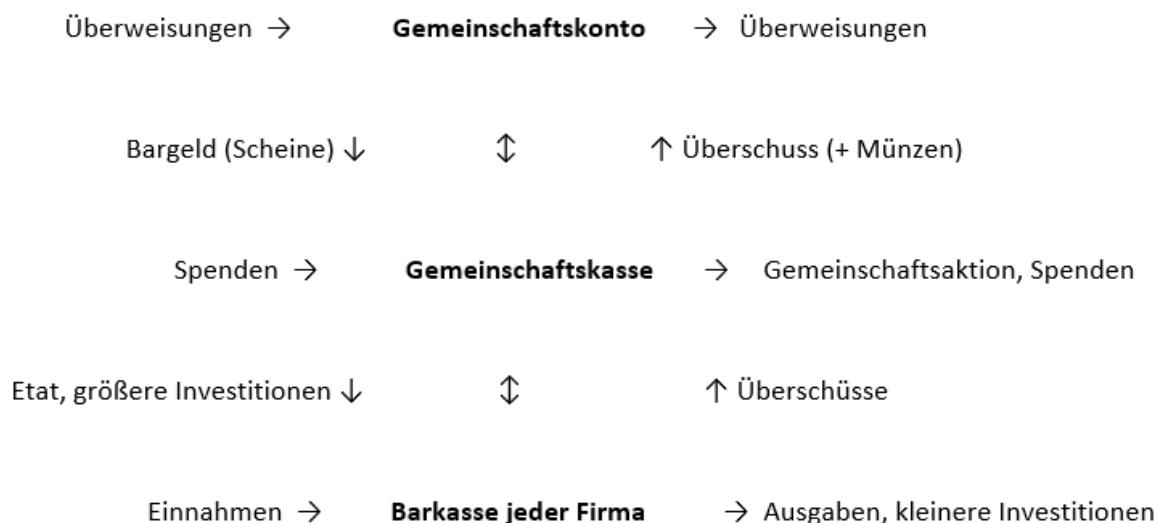 Überweisungen → Gemeinschaftskonto → Überweisungen
Bargeld (Scheine) ↓ ↕ ↑ Überschuss (+ Münzen)
Spenden → Gemeinschaftskasse → Gemeinschaftsaktion, Spenden
Etat, größere Investitionen ↓ ↕ ↑ Überschüsse
Einnahmen → Barkasse jeder Firma → Ausgaben, kleinere Investitionen